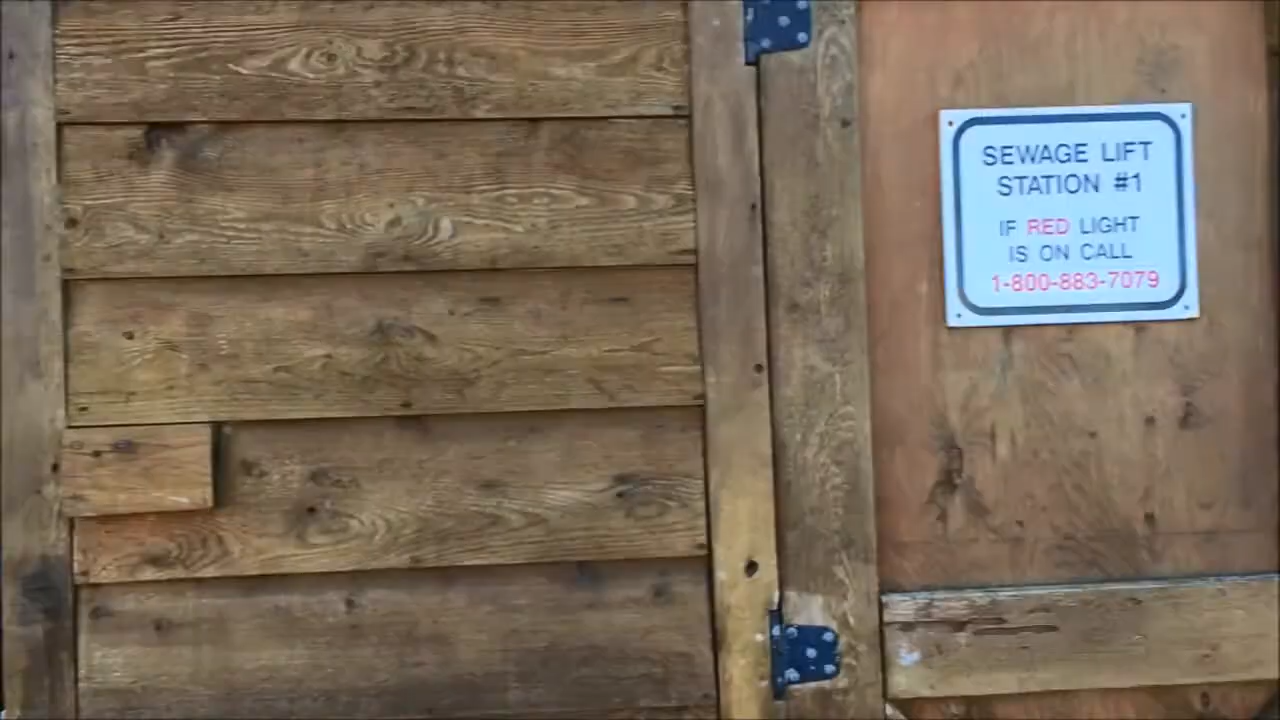 SEWAGE LIFT
STATION #1
IF RED LIGHT
IS ON CALL
1-800-883-7079